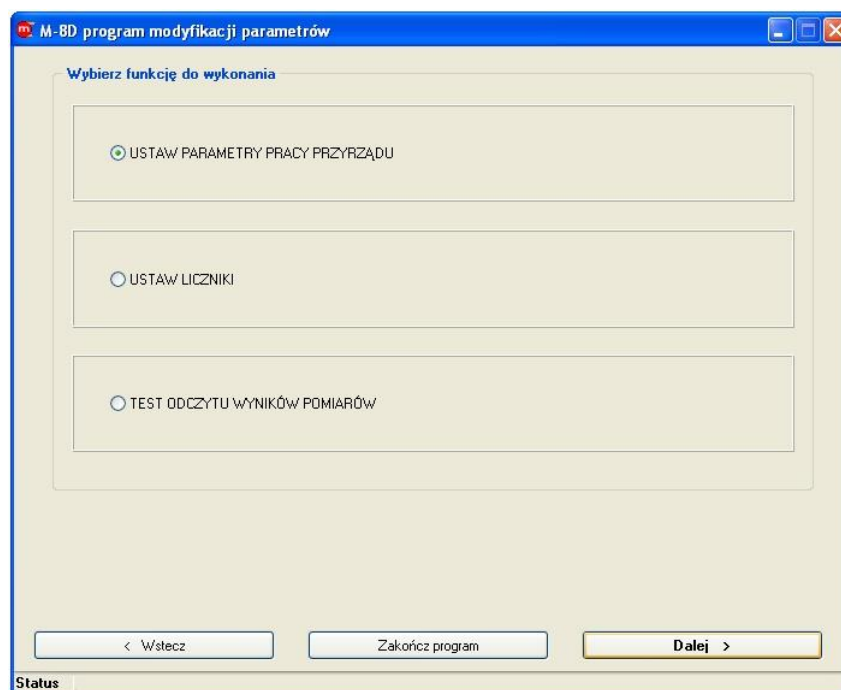 M-8D program modyfikacji parametrów
Wybierz funkcję do wykonania
USTAW PARAMETRY PRACY PRZYRZĄDU
USTAW LICZNIKI
TEST ODCZYTU WYNIKÓW POMIARÓW
< Wstecz
Zakończ program
Dalej >
Status